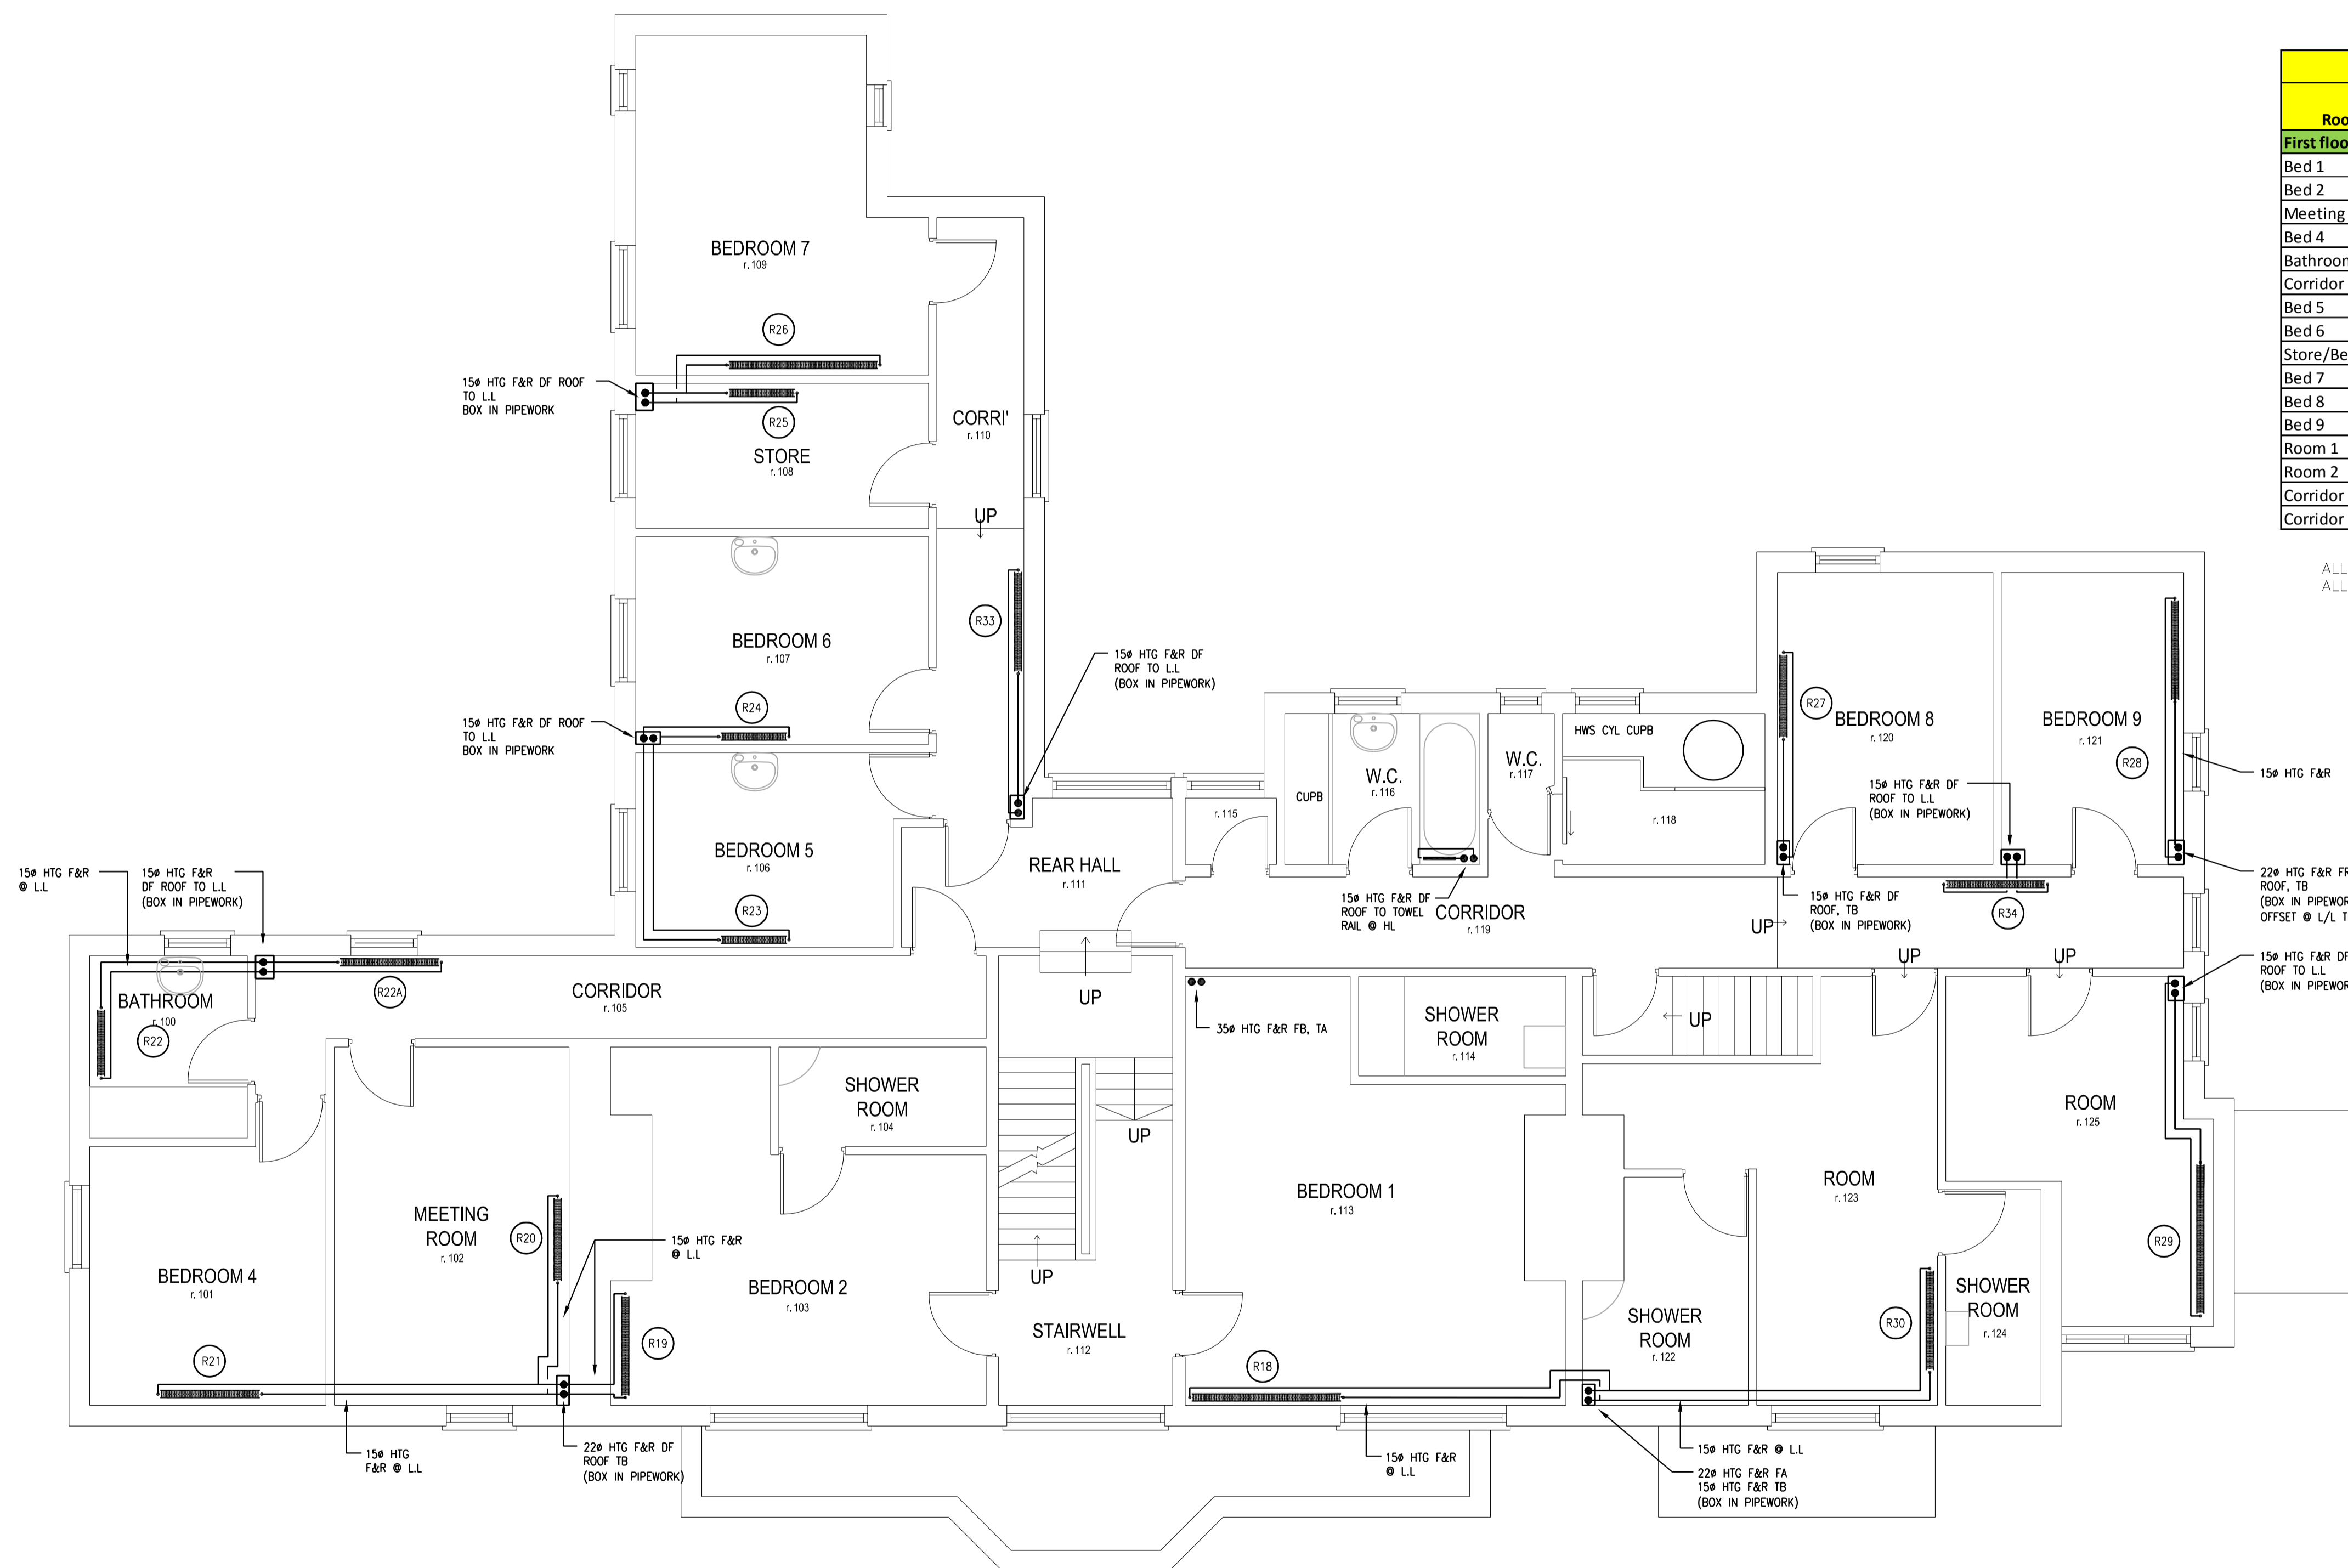 BEDROOM 7
r. 109
R26
15ø HTG F&R DF ROOF
TO L.L
BOX IN PIPEWORK
R25
STORE
r. 108
CORRI'
r. 110
UP
BEDROOM 6
r. 107
R33
R24
15ø HTG F&R DF ROOF
TO L.L
BOX IN PIPEWORK
15ø HTG F&R DF
ROOF TO L.L
(BOX IN PIPEWORK)
BEDROOM 5
r. 106
R23
REAR HALL
r. 111
r. 115
CUPB
W.C.
r. 116
W.C.
r. 117
HWS CYL CUPB
r. 118
15ø HTG F&R DF
ROOF TO TOWEL
RAIL @ HL
CORRIDOR
r. 119
UP
R27
BEDROOM 8
r. 120
15ø HTG F&R DF
ROOF, TB
(BOX IN PIPEWORK)
15ø HTG F&R DF
ROOF TO L.L
(BOX IN PIPEWORK)
BEDROOM 9
r. 121
R28
R34
UP
UP
15ø HTG F&R
22ø HTG F&R FR
ROOF, TB
(BOX IN PIPEWOR
OFFSET @ L/L T
15ø HTG F&R DF
ROOF TO L.L
(BOX IN PIPEWOR
15ø HTG F&R
@ L.L
15ø HTG F&R
DF ROOF TO L.L
(BOX IN PIPEWORK)
BATHROOM
r. 100
R22
R22A
CORRIDOR
r. 105
BEDROOM 4
r. 101
R21
MEETING
ROOM
r. 102
R20
15ø HTG F&R
@ L.L
15ø HTG
F&R @ L.L
22ø HTG F&R DF
ROOF TB
(BOX IN PIPEWORK)
SHOWER
ROOM
r. 104
BEDROOM 2
r. 103
R19
UP
UP
UP
STAIRWELL
r. 112
35ø HTG F&R FB, TA
SHOWER
ROOM
r. 114
BEDROOM 1
r. 113
R18
15ø HTG F&R
@ L.L
UP
SHOWER
ROOM
r. 122
ROOM
r. 123
R30
15ø HTG F&R @ L.L
22ø HTG F&R FA
15ø HTG F&R TB
(BOX IN PIPEWORK)
SHOWER
ROOM
r. 124
ROOM
r. 125
R29
Roo
First floo
Bed 1
Bed 2
Meeting
Bed 4
Bathroom
Corridor
Bed 5
Bed 6
Store/Be
Bed 7
Bed 8
Bed 9
Room 1
Room 2
Corridor
Corridor
ALL
ALL